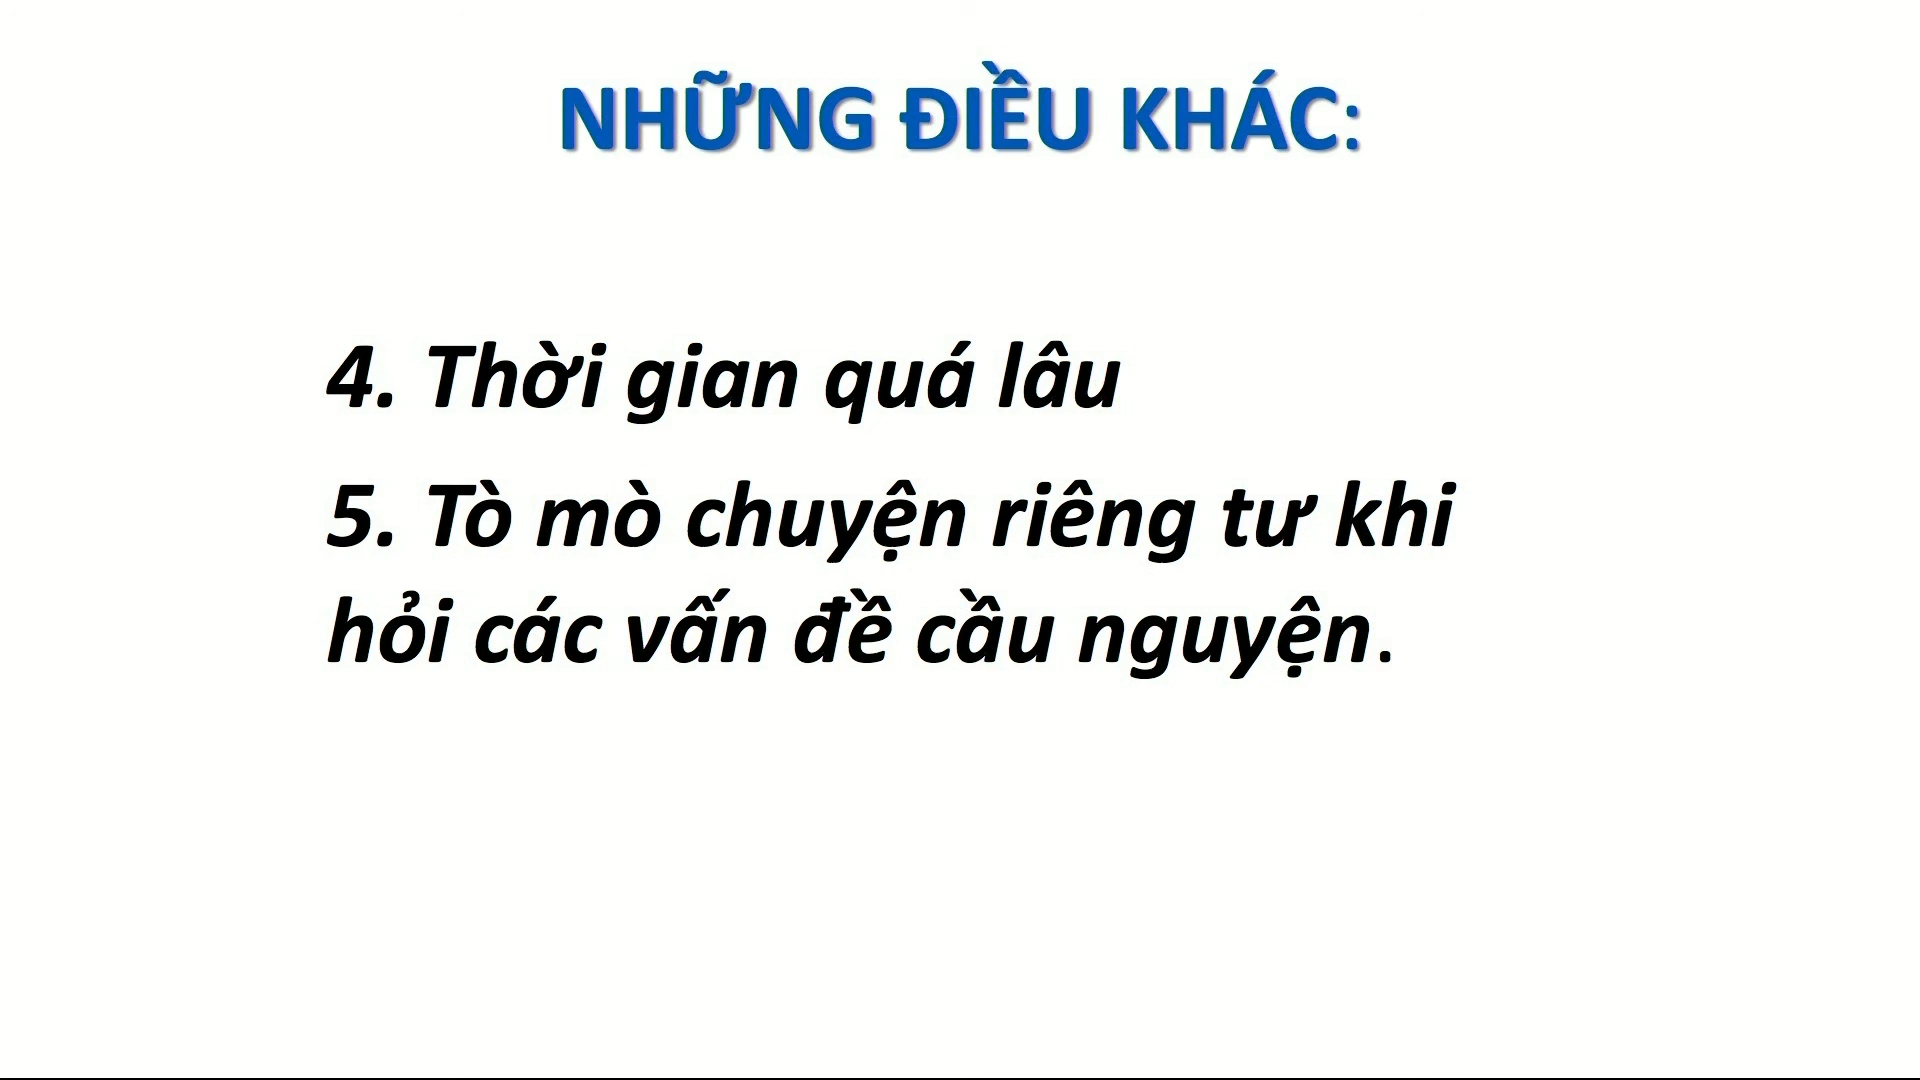 NHỮNG ĐIỀU KHÁC:
4. Thời gian quá lâu
5. Tò mò chuyện riêng tư khi
hỏi các vấn đề cầu nguyện.